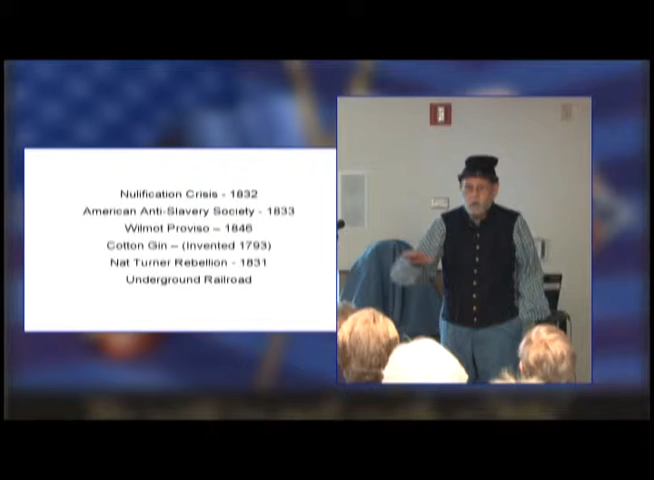 Nulification Crisis - 1832
American Anti-Slavery Society - 1833
Wilmot Proviso – 1846
Cotton Gin – (Invented 1793)
Nat Turner Rebellion - 1831
Underground Railroad